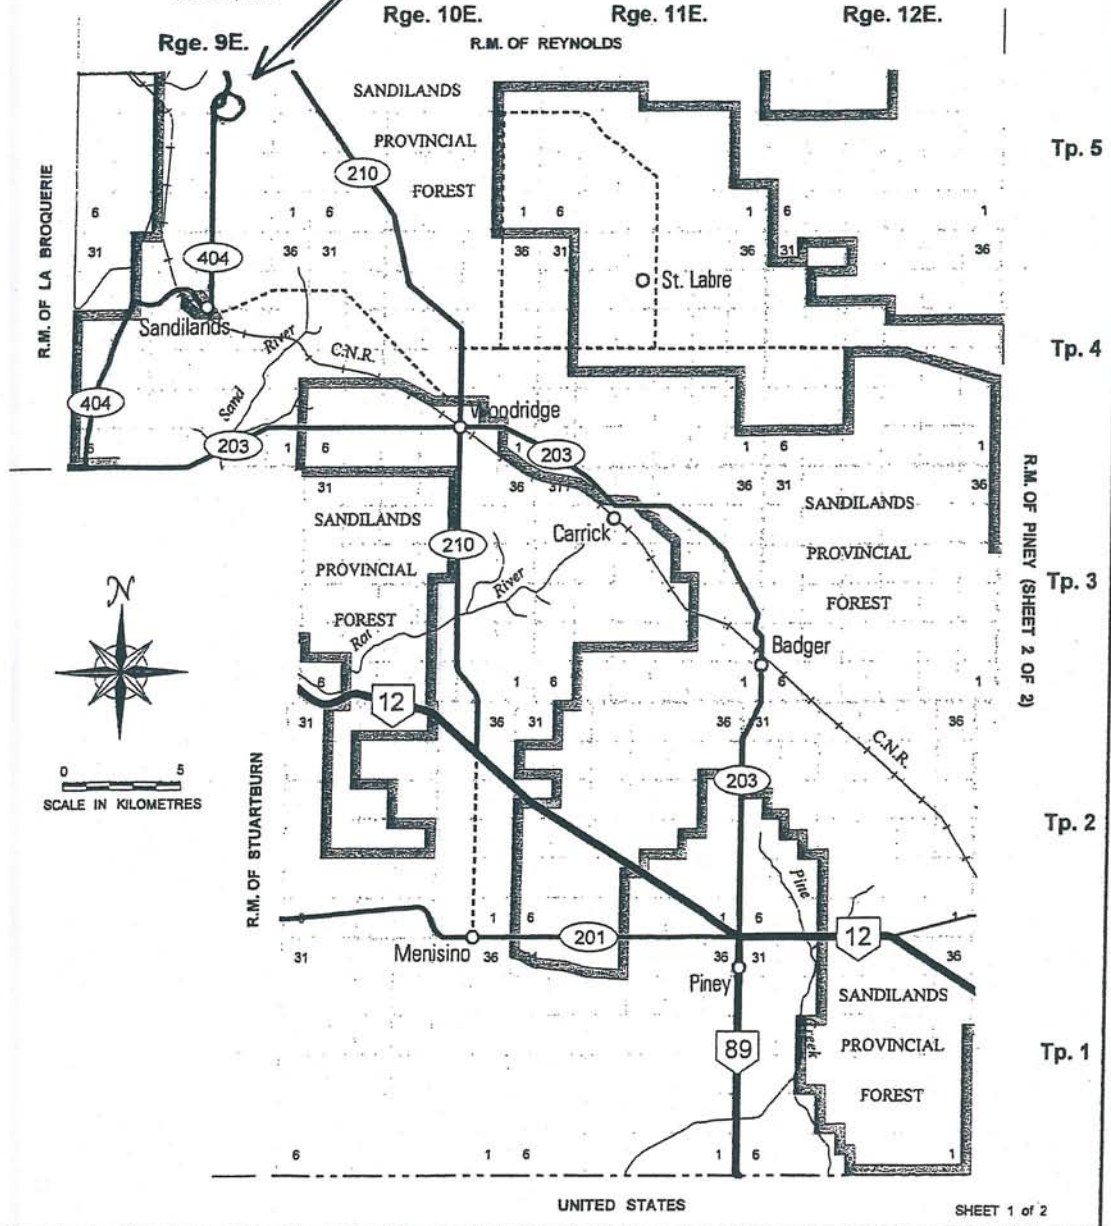 Rge. 10E.
Rge. 11E.
Rge. 12E.
Rge. 9E.
R.M. OF REYNOLDS
SANDILANDS
PROVINCIAL
FOREST
Tp. 5
210
R.M. OF LA BROQUERIE
6
1 6
1 6
1 6
1
31
36 31
36 31
36 31
36
404
St. Labre
Sandilands
Sand River
C.N.R.
Tp. 4
404
Woodridge
203
6
1 6
1
203
1 6
1
31
36 31
36 31
36
SANDILANDS
PROVINCIAL
FOREST
SANDILANDS
PROVINCIAL
FOREST
Carrick
210
R.M. OF PINEY (SHEET 2 OF 2)
Tp. 3
N
Rat River
Badger
6
1 6
1 6
1
31
36 31
36 31
36
12
C.N.R.
0 5
SCALE IN KILOMETRES
203
R.M. OF STUARTBURN
Tp. 2
Pine Creek
1 6
1 6
1
31
36
36 31
36
Menisino
201
12
Piney
SANDILANDS
PROVINCIAL
FOREST
89
Tp. 1
6
1 6
1 6
1
UNITED STATES
SHEET 1 of 2